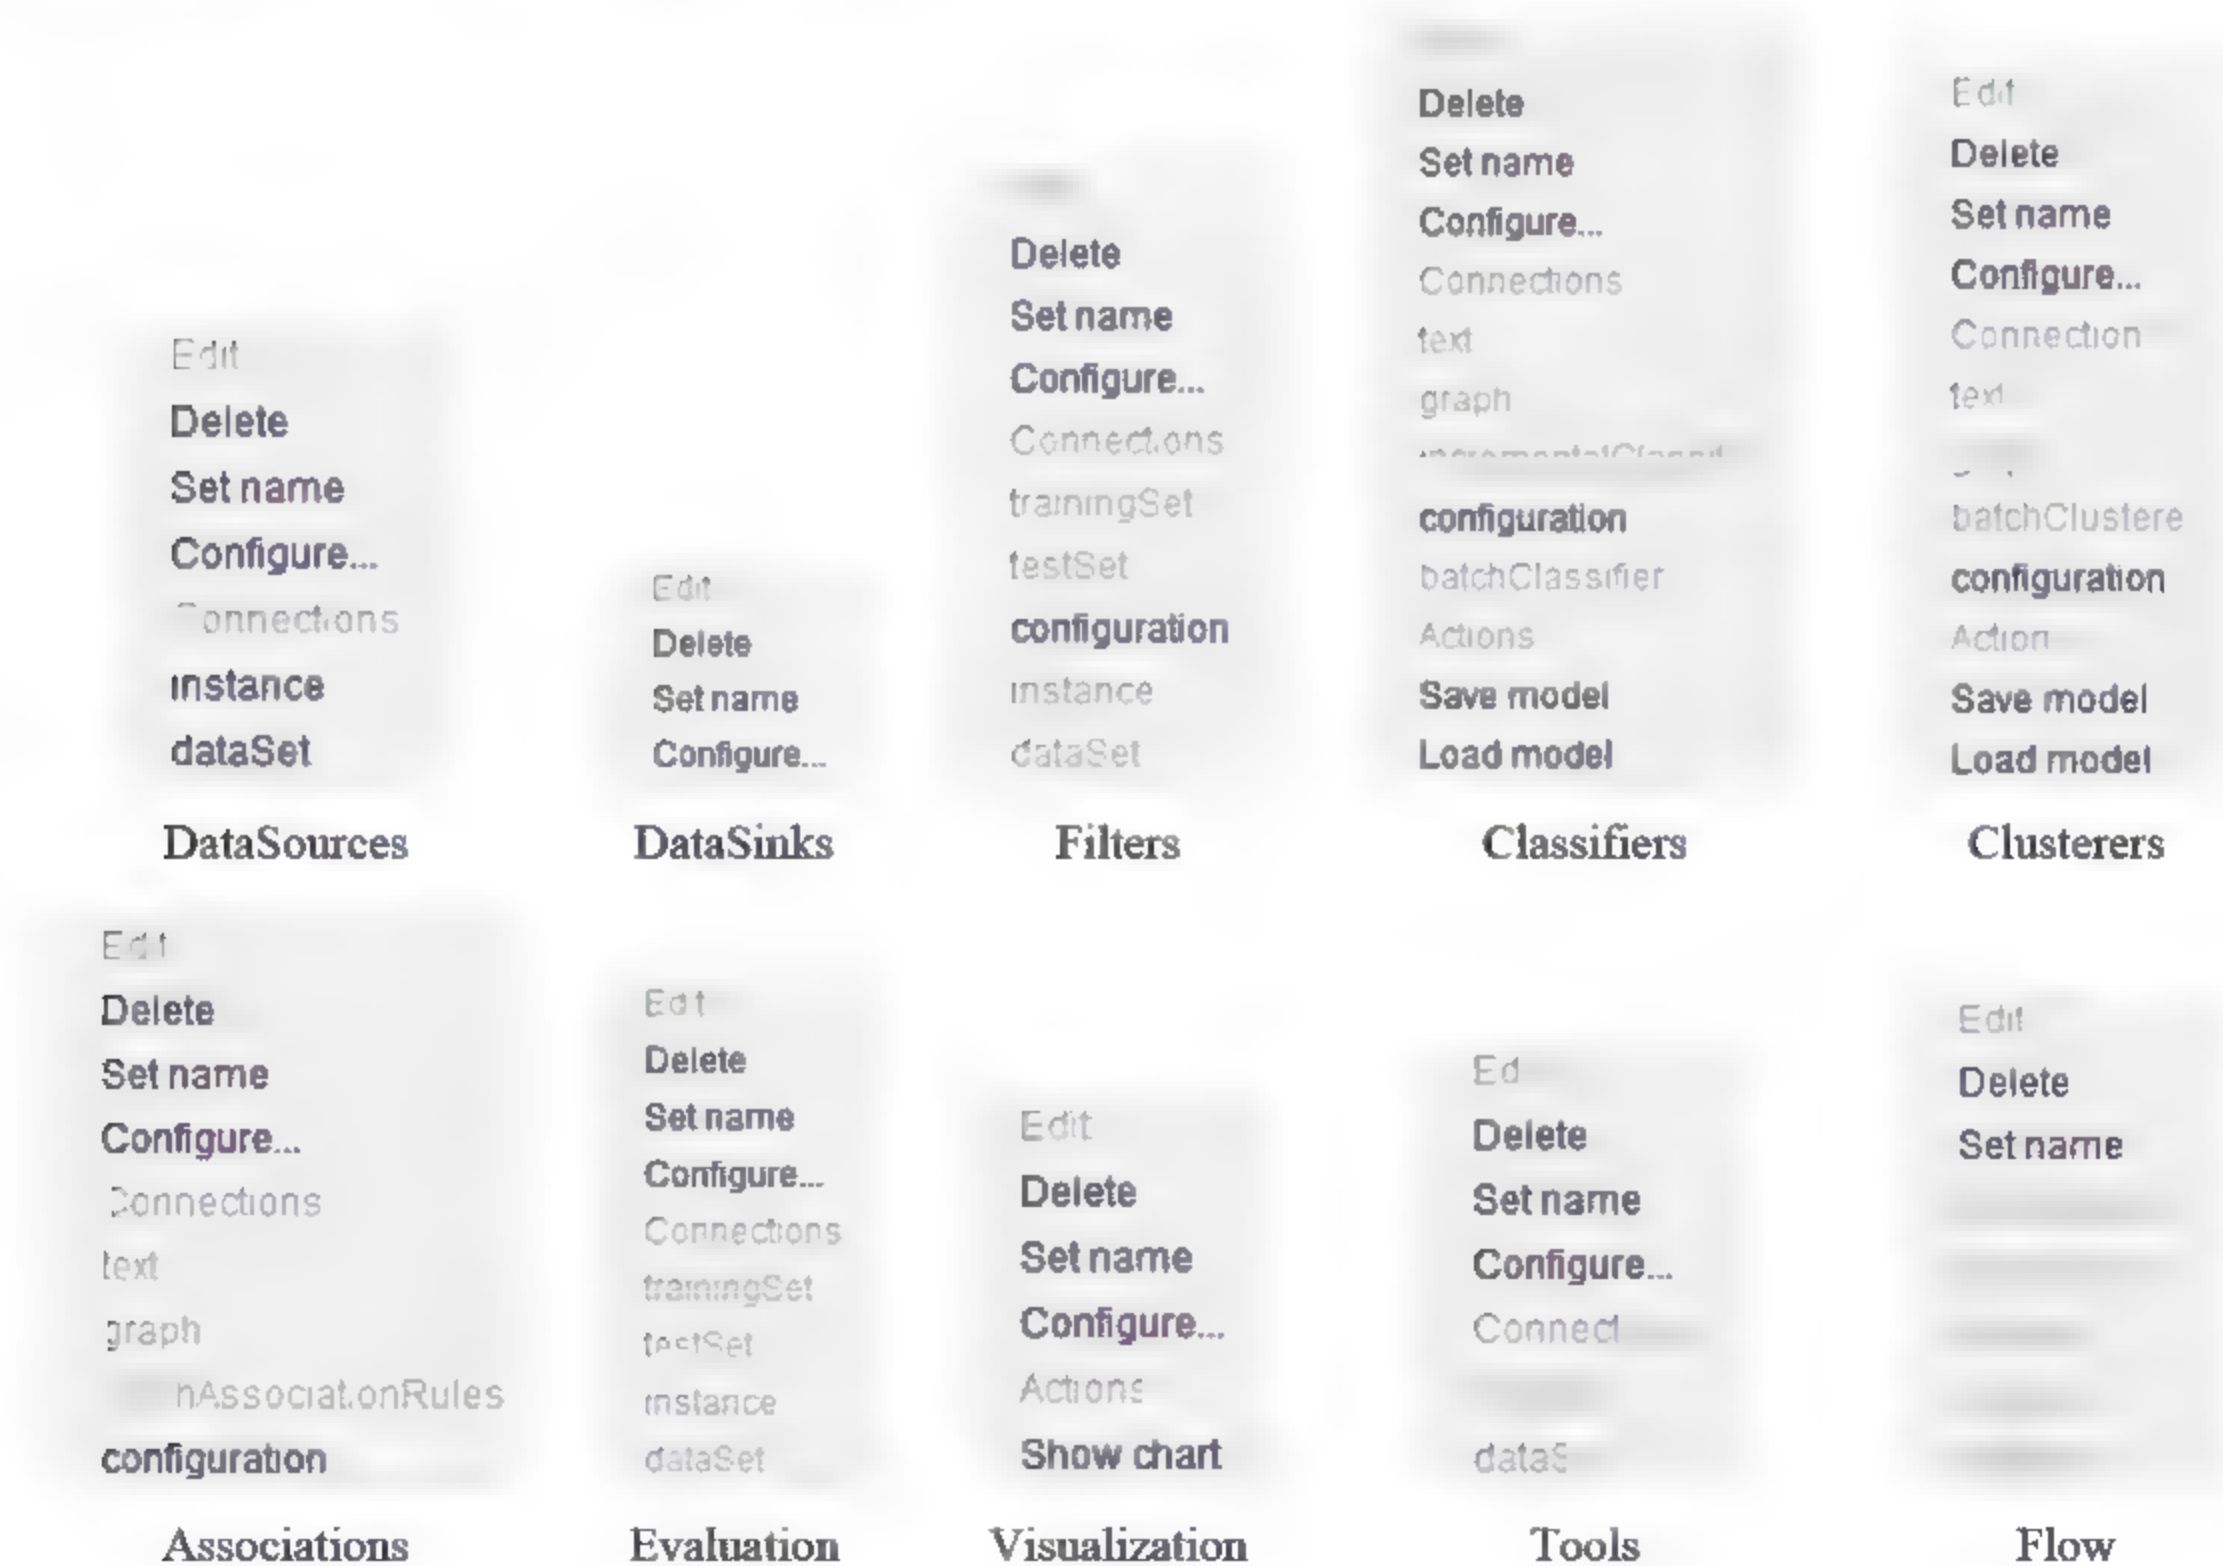 Edit
Delete
Set name
Configure...
onnections
instance
dataSet
DataSources
Edit
Delete
Set name
Configure...
DataSinks
Delete
Set name
Configure...
Connections
trainingSet
testSet
configuration
instance
dataSet
Filters
Delete
Set name
Configure...
Connections
text
graph
configuration
batchClassifier
Actions
Save model
Load model
Classifiers
Edit
Delete
Set name
Configure...
Connection
text
batchClustere
configuration
Action
Save model
Load model
Clusterers
Edit
Delete
Set name
Configure...
Connections
text
graph
nAssociationRules
configuration
Associations
Edit
Delete
Set name
Configure...
Connections
trainingSet
testSet
instance
dataSet
Evaluation
Edit
Delete
Set name
Configure...
Actions
Show chart
Visualization
Ed
Delete
Set name
Configure...
Connect
dataS
Tools
Edit
Delete
Set name
Flow